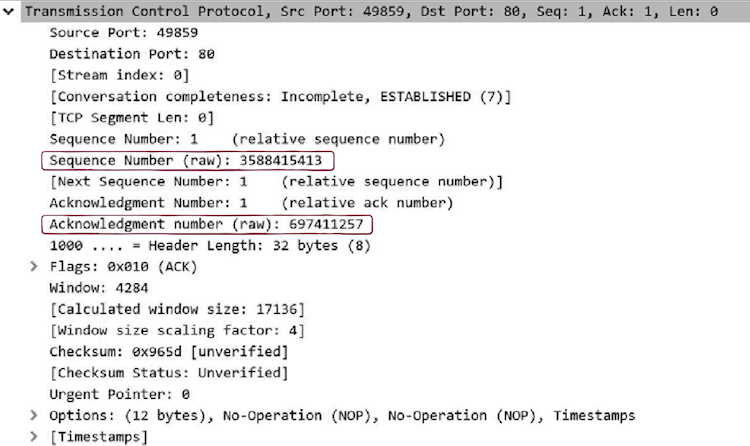 Transmission Control Protocol, Src Port: 49859, Dst Port: 80, Seq: 1, Ack: 1, Len: 0
Source Port: 49859
Destination Port: 80
[Stream index: 0]
[Conversation completeness: Incomplete, ESTABLISHED (7)]
[TCP Segment Len: 0]
Sequence Number: 1    (relative sequence number)
Sequence Number (raw): 3588415413
[Next Sequence Number: 1    (relative sequence number)]
Acknowledgment Number: 1    (relative ack number)
Acknowledgment number (raw): 697411257
1000 .... = Header Length: 32 bytes (8)
Flags: 0x010 (ACK)
Window: 4284
[Calculated window size: 17136]
[Window size scaling factor: 4]
Checksum: 0x965d [unverified]
[Checksum Status: Unverified]
Urgent Pointer: 0
Options: (12 bytes), No-Operation (NOP), No-Operation (NOP), Timestamps
[Timestamps]